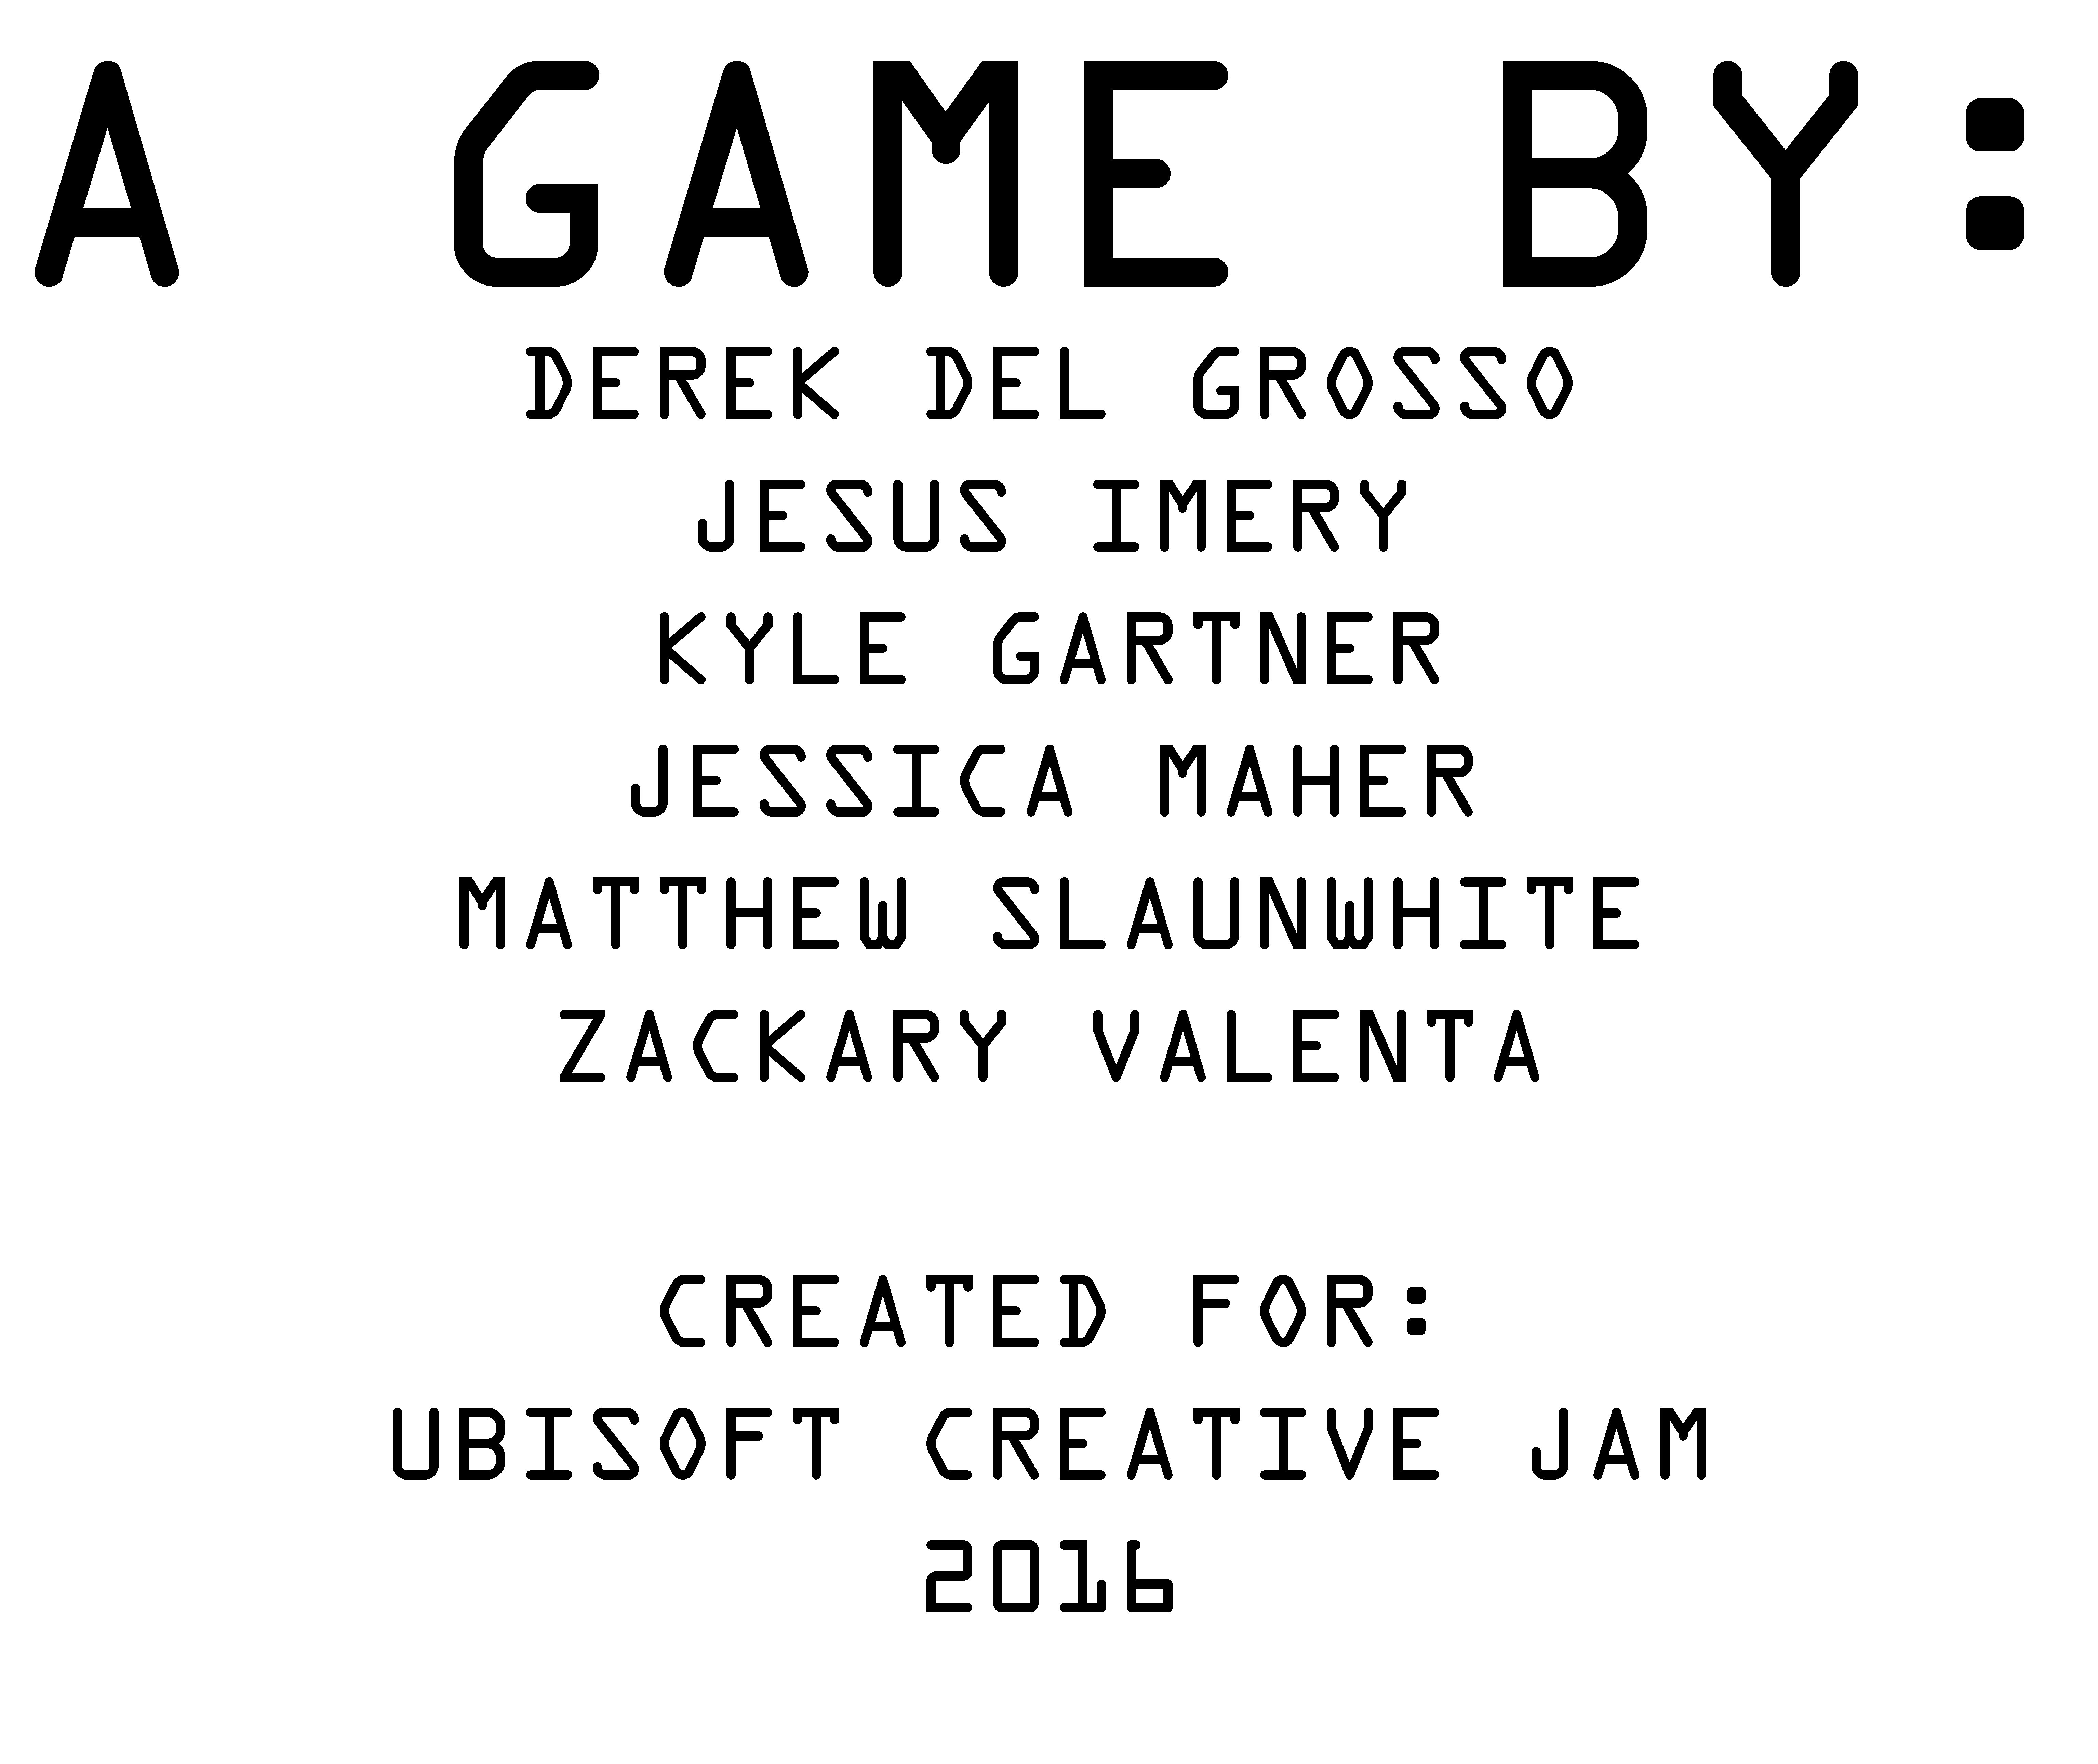 A GAME BY:
DEREK DEL GROSSO
JESUS IMERY
KYLE GARTNER
JESSICA MAHER
MATTHEW SLAUNWHITE
ZACKARY VALENTA
CREATED FOR:
UBISOFT CREATIVE JAM
2016